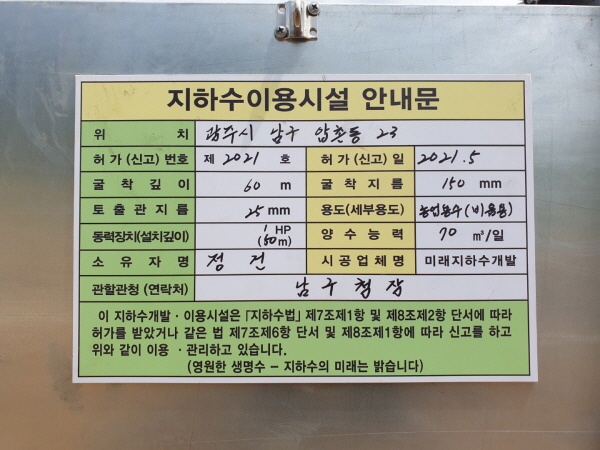 지하수이용시설 안내문
위 치 광주시 남구 압촌동 23
허 가 (신고) 번호 제 2021 호 허 가 (신고) 일 2021.5
굴 착 깊 이 60 m 굴 착 지 름 150 mm
토 출 관 지 름 25 mm 용도(세부용도) 농업용수(비음용)
동력장치(설치깊이) 1 HP (50m) 양 수 능 력 70 ㎥/일
소 유 자 명 정 건 시 공 업 체 명 미래지하수개발
관할관청 (연락처) 남 구 청 장
이 지하수개발 · 이용시설은 「지하수법」 제7조제1항 및 제8조제2항 단서에 따라
허가를 받았거나 같은 법 제7조제6항 단서 및 제8조제1항에 따라 신고를 하고
위와 같이 이용 · 관리하고 있습니다.
(영원한 생명수 – 지하수의 미래는 밝습니다)